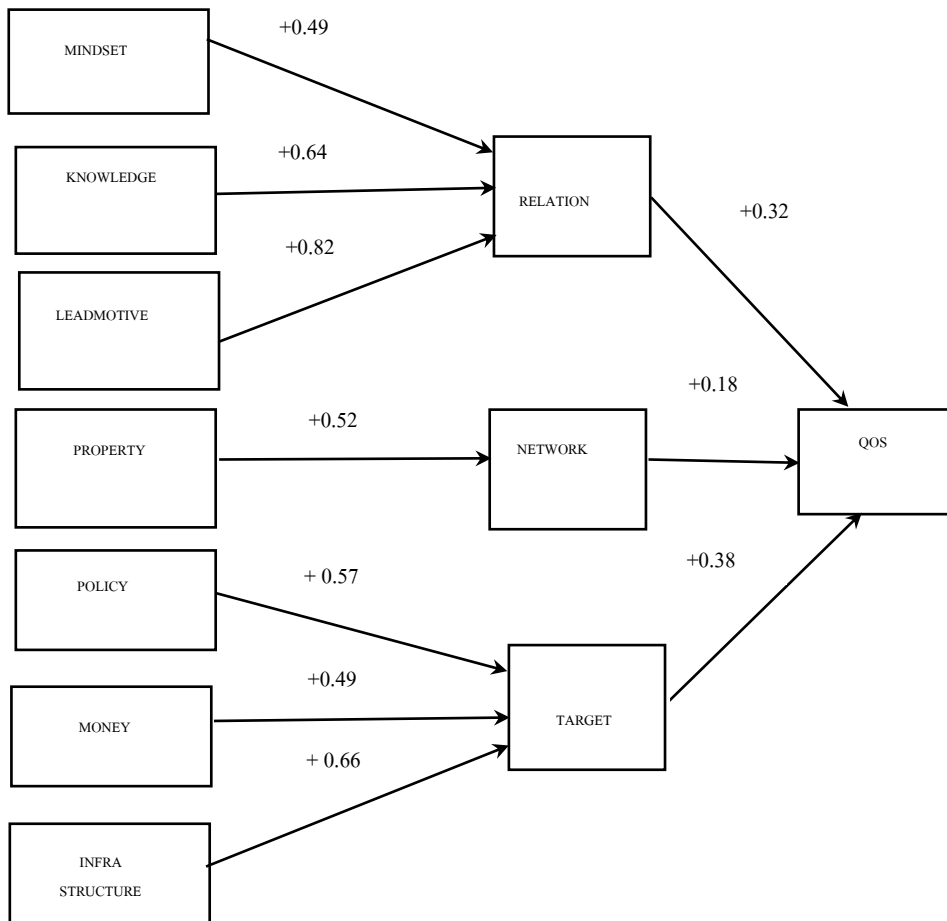 MINDSET
+0.49
KNOWLEDGE
+0.64
RELATION
+0.32
LEADMOTIVE
+0.82
PROPERTY
+0.52
NETWORK
+0.18
QOS
POLICY
+ 0.57
+0.38
MONEY
+0.49
TARGET
+ 0.66
INFRA
STRUCTURE